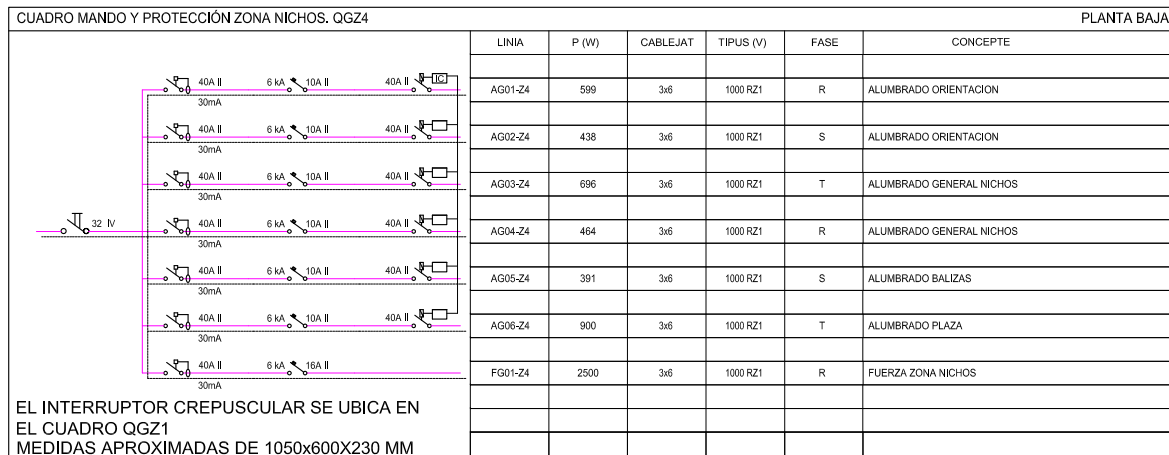 CUADRO MANDO Y PROTECCIÓN ZONA NICHOS. QGZ4 PLANTA BAJA
LINIA P (W) CABLEJAT TIPUS (V) FASE CONCEPTE
40A II 6 kA 10A II 40A II IC
30mA
AG01-Z4 599 3x6 1000 RZ1 R ALUMBRADO ORIENTACION
40A II 6 kA 10A II 40A II
30mA
AG02-Z4 438 3x6 1000 RZ1 S ALUMBRADO ORIENTACION
40A II 6 kA 10A II 40A II
30mA
AG03-Z4 696 3x6 1000 RZ1 T ALUMBRADO GENERAL NICHOS
32 IV
40A II 6 kA 10A II 40A II
30mA
AG04-Z4 464 3x6 1000 RZ1 R ALUMBRADO GENERAL NICHOS
40A II 6 kA 10A II 40A II
30mA
AG05-Z4 391 3x6 1000 RZ1 S ALUMBRADO BALIZAS
40A II 6 kA 10A II 40A II
30mA
AG06-Z4 900 3x6 1000 RZ1 T ALUMBRADO PLAZA
40A II 6 kA 16A II
30mA
FG01-Z4 2500 3x6 1000 RZ1 R FUERZA ZONA NICHOS
EL INTERRUPTOR CREPUSCULAR SE UBICA EN
EL CUADRO QGZ1
MEDIDAS APROXIMADAS DE 1050x600X230 MM